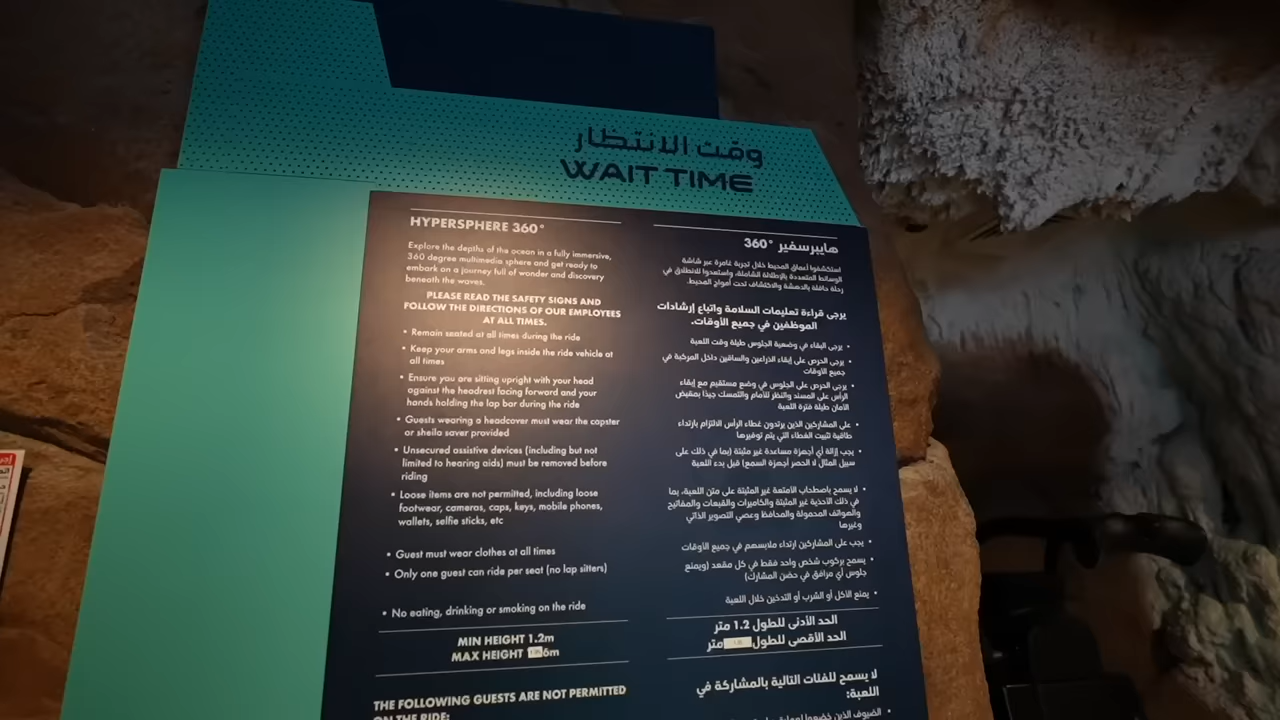 وقت الانتظار
WAIT TIME
HYPERSPHERE 360°
Explore the depths of the ocean in a fully immersive,
360 degree multimedia sphere and get ready to
embark on a journey full of wonder and discovery
beneath the waves.
PLEASE READ THE SAFETY SIGNS AND
FOLLOW THE DIRECTIONS OF OUR EMPLOYEES
AT ALL TIMES.
• Remain seated at all times during the ride
• Keep your arms and legs inside the ride vehicle at
all times
• Ensure you are sitting upright with your head
against the headrest facing forward and your
hands holding the lap bar during the ride
• Guests wearing a headcover must wear the capster
or sheila saver provided
• Unsecured assistive devices (including but not
limited to hearing aids) must be removed before
riding
• Loose items are not permitted, including loose
footwear, cameras, caps, keys, mobile phones,
wallets, selfie sticks, etc
• Guest must wear clothes at all times
• Only one guest can ride per seat (no lap sitters)
• No eating, drinking or smoking on the ride
MIN HEIGHT 1.2m
MAX HEIGHT 6m
THE FOLLOWING GUESTS ARE NOT PERMITTED
ON THE RIDE:
هايبرسفير 360°
استكشفوا أعماق المحيط خلال تجربة غامرة عبر شاشة
الوسائط المتعددة بالإطلالة الشاملة، واستعدوا للانطلاق في
رحلة حافلة بالدهشة والاكتشاف تحت أمواج المحيط.
يرجى قراءة تعليمات السلامة واتباع إرشادات
الموظفين في جميع الأوقات.
• يرجى البقاء في وضعية الجلوس طيلة وقت اللعبة
• يرجى الحرص على إبقاء الذراعين والساقين داخل المركبة في
جميع الأوقات
• يرجى الحرص على الجلوس في وضع مستقيم مع إبقاء
الرأس على المسند والنظر للأمام والتمسك جيدًا بمقبض
الأمان طيلة فترة اللعبة
• على المشاركين الذين يرتدون غطاء الرأس الالتزام بارتداء
طاقية تثبيت الغطاء التي يتم توفيرها
• يجب إزالة أي أجهزة مساعدة غير مثبتة (بما في ذلك على
سبيل المثال لا الحصر أجهزة السمع) قبل بدء اللعبة
• لا يسمح باصطحاب الأمتعة غير المثبتة على متن اللعبة، بما
في ذلك الأحذية غير المثبتة والكاميرات والقبعات والمفاتيح
والهواتف المحمولة والمحافظ وعصي التصوير الذاتي
وغيرها
• يجب على المشاركين ارتداء ملابسهم في جميع الأوقات
• يسمح بركوب شخص واحد فقط في كل مقعد (ويمنع
جلوس أي مرافق في حضن المشارك)
• يمنع الأكل أو الشرب أو التدخين خلال اللعبة
الحد الأدنى للطول 1.2 متر
الحد الأقصى للطول متر
لا يسمح للفئات التالية بالمشاركة في
اللعبة:
• الضيوف الذين خضعوا